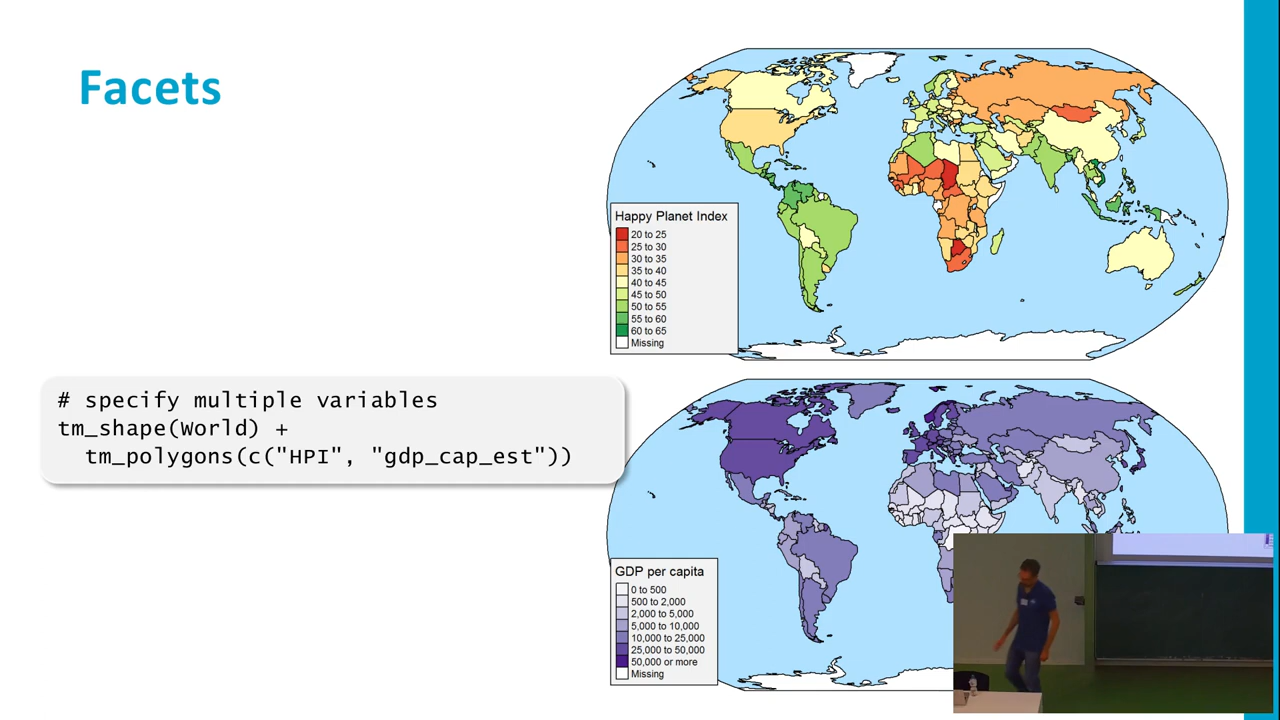 Facets
# specify multiple variables
tm_shape(World) +
  tm_polygons(c("HPI", "gdp_cap_est"))
Happy Planet Index
20 to 25
25 to 30
30 to 35
35 to 40
40 to 45
45 to 50
50 to 55
55 to 60
60 to 65
Missing
GDP per capita
0 to 500
500 to 2,000
2,000 to 5,000
5,000 to 10,000
10,000 to 25,000
25,000 to 50,000
50,000 or more
Missing